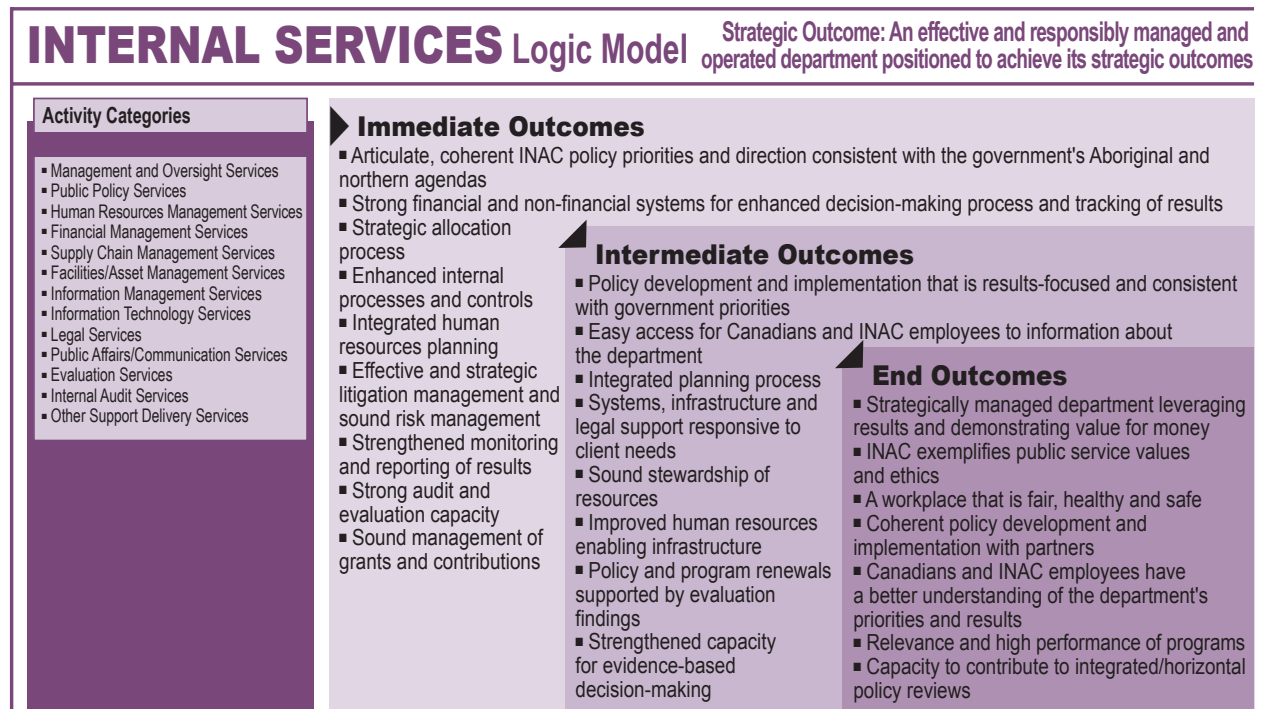 INTERNAL SERVICES Logic Model
Strategic Outcome: An effective and responsibly managed and
operated department positioned to achieve its strategic outcomes
Activity Categories
▪ Management and Oversight Services
▪ Public Policy Services
▪ Human Resources Management Services
▪ Financial Management Services
▪ Supply Chain Management Services
▪ Facilities/Asset Management Services
▪ Information Management Services
▪ Information Technology Services
▪ Legal Services
▪ Public Affairs/Communication Services
▪ Evaluation Services
▪ Internal Audit Services
▪ Other Support Delivery Services
Immediate Outcomes
▪ Articulate, coherent INAC policy priorities and direction consistent with the government's Aboriginal and
northern agendas
▪ Strong financial and non-financial systems for enhanced decision-making process and tracking of results
▪ Strategic allocation
process
▪ Enhanced internal
processes and controls
▪ Integrated human
resources planning
▪ Effective and strategic
litigation management and
sound risk management
▪ Strengthened monitoring
and reporting of results
▪ Strong audit and
evaluation capacity
▪ Sound management of
grants and contributions
Intermediate Outcomes
▪ Policy development and implementation that is results-focused and consistent
with government priorities
▪ Easy access for Canadians and INAC employees to information about
the department
▪ Integrated planning process
▪ Systems, infrastructure and
legal support responsive to
client needs
▪ Sound stewardship of
resources
▪ Improved human resources
enabling infrastructure
▪ Policy and program renewals
supported by evaluation
findings
▪ Strengthened capacity
for evidence-based
decision-making
End Outcomes
▪ Strategically managed department leveraging
results and demonstrating value for money
▪ INAC exemplifies public service values
and ethics
▪ A workplace that is fair, healthy and safe
▪ Coherent policy development and
implementation with partners
▪ Canadians and INAC employees have
a better understanding of the department's
priorities and results
▪ Relevance and high performance of programs
▪ Capacity to contribute to integrated/horizontal
policy reviews